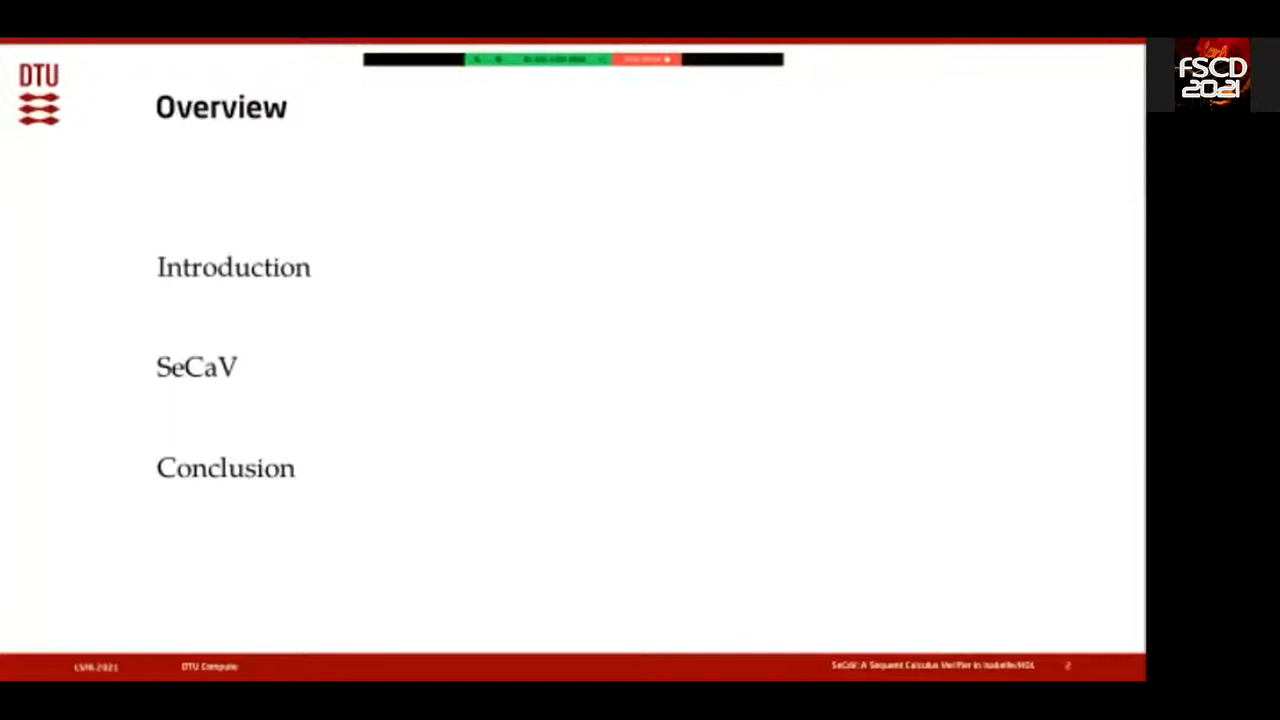 DTU
Overview
FSCD
2021
Introduction
SeCaV
Conclusion
LSFA 2021
DTU Compute
SeCaV: A Sequent Calculus Verifier in Isabelle/HOL
2